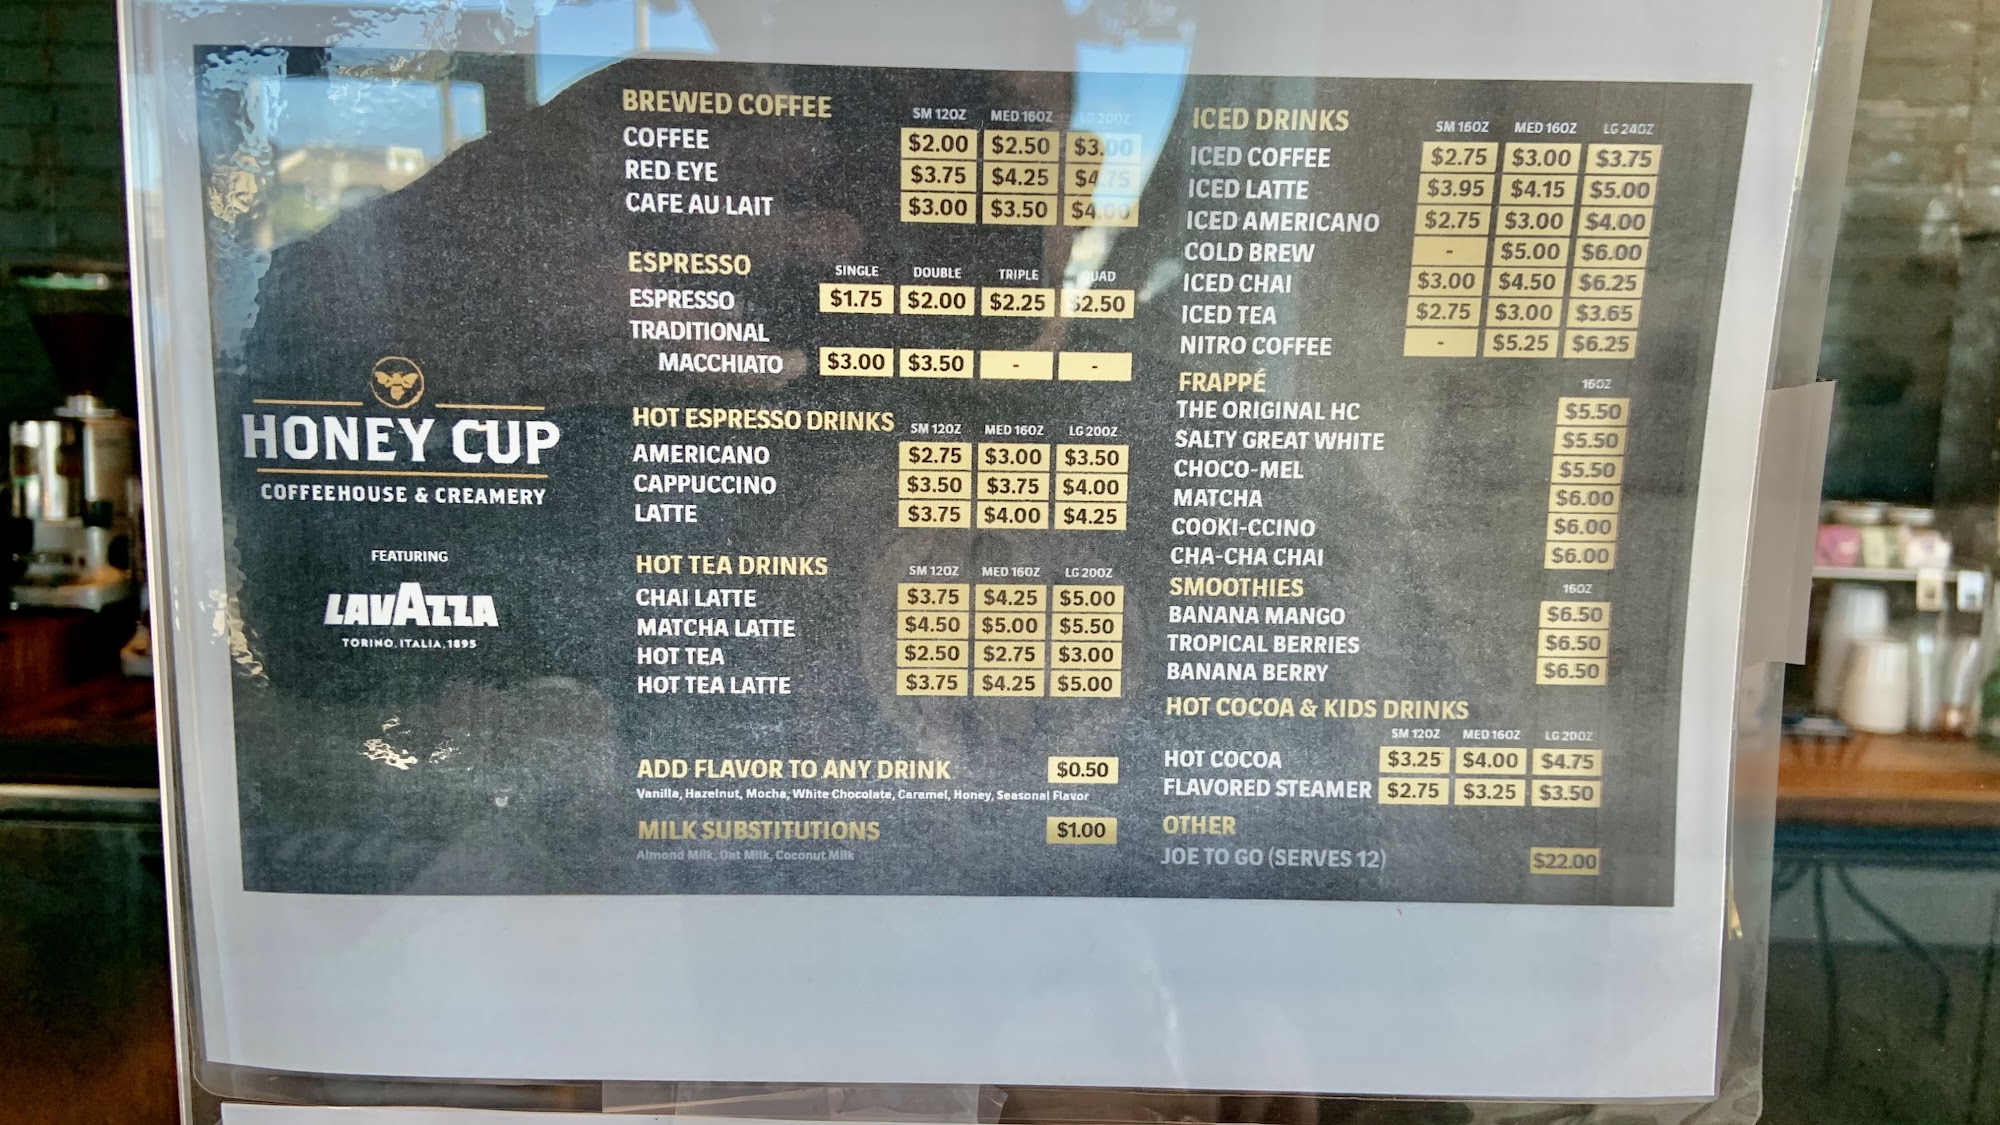 HONEY CUP
COFFEEHOUSE & CREAMERY
FEATURING
LAVAZZA
TORINO, ITALIA, 1895
BREWED COFFEE SM 12OZ MED 16OZ LG 20OZ
COFFEE $2.00 $2.50 $3.00
RED EYE $3.75 $4.25 $4.75
CAFE AU LAIT $3.00 $3.50 $4.00
ESPRESSO SINGLE DOUBLE TRIPLE QUAD
ESPRESSO $1.75 $2.00 $2.25 $2.50
TRADITIONAL
MACCHIATO $3.00 $3.50 - -
HOT ESPRESSO DRINKS SM 12OZ MED 16OZ LG 20OZ
AMERICANO $2.75 $3.00 $3.50
CAPPUCCINO $3.50 $3.75 $4.00
LATTE $3.75 $4.00 $4.25
HOT TEA DRINKS SM 12OZ MED 16OZ LG 20OZ
CHAI LATTE $3.75 $4.25 $5.00
MATCHA LATTE $4.50 $5.00 $5.50
HOT TEA $2.50 $2.75 $3.00
HOT TEA LATTE $3.75 $4.25 $5.00
ADD FLAVOR TO ANY DRINK $0.50
Vanilla, Hazelnut, Mocha, White Chocolate, Caramel, Honey, Seasonal Flavor
MILK SUBSTITUTIONS $1.00
Almond Milk, Oat Milk, Coconut Milk
ICED DRINKS SM 16OZ MED 16OZ LG 24OZ
ICED COFFEE $2.75 $3.00 $3.75
ICED LATTE $3.95 $4.15 $5.00
ICED AMERICANO $2.75 $3.00 $4.00
COLD BREW - $5.00 $6.00
ICED CHAI $3.00 $4.50 $6.25
ICED TEA $2.75 $3.00 $3.65
NITRO COFFEE - $5.25 $6.25
FRAPPÉ 16OZ
THE ORIGINAL HC $5.50
SALTY GREAT WHITE $5.50
CHOCO-MEL $5.50
MATCHA $6.00
COOKI-CCINO $6.00
CHA-CHA CHAI $6.00
SMOOTHIES 16OZ
BANANA MANGO $6.50
TROPICAL BERRIES $6.50
BANANA BERRY $6.50
HOT COCOA & KIDS DRINKS
SM 12OZ MED 16OZ LG 20OZ
HOT COCOA $3.25 $4.00 $4.75
FLAVORED STEAMER $2.75 $3.25 $3.50
OTHER
JOE TO GO (SERVES 12) $22.00